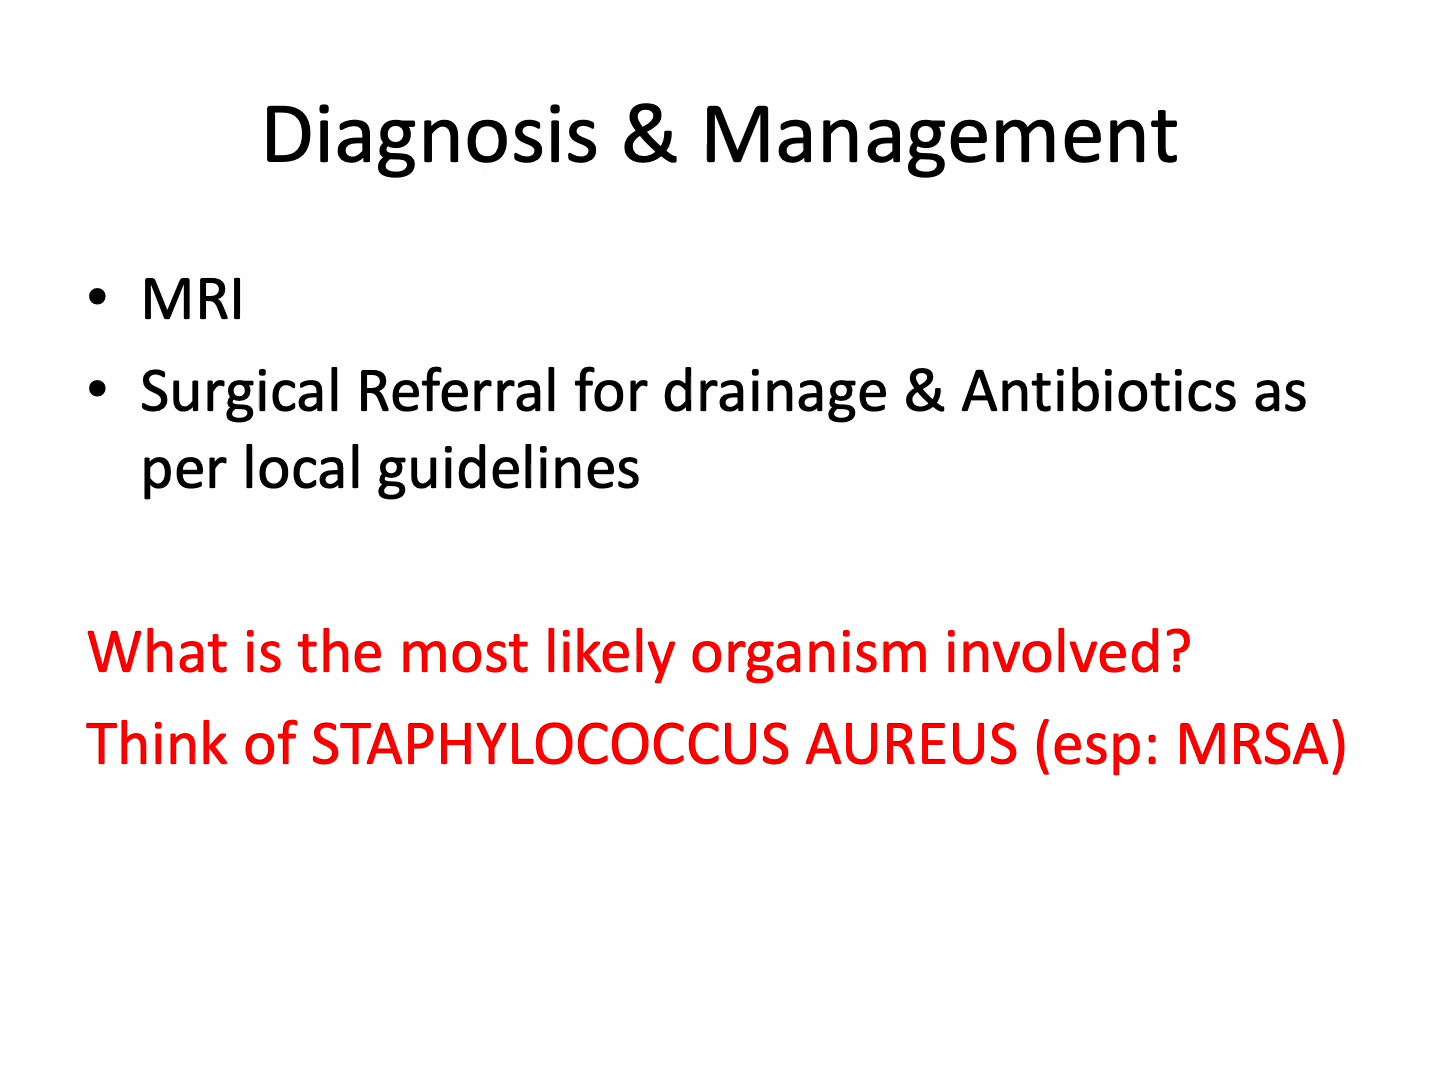 Diagnosis & Management
• MRI
• Surgical Referral for drainage & Antibiotics as
per local guidelines
What is the most likely organism involved?
Think of STAPHYLOCOCCUS AUREUS (esp: MRSA)